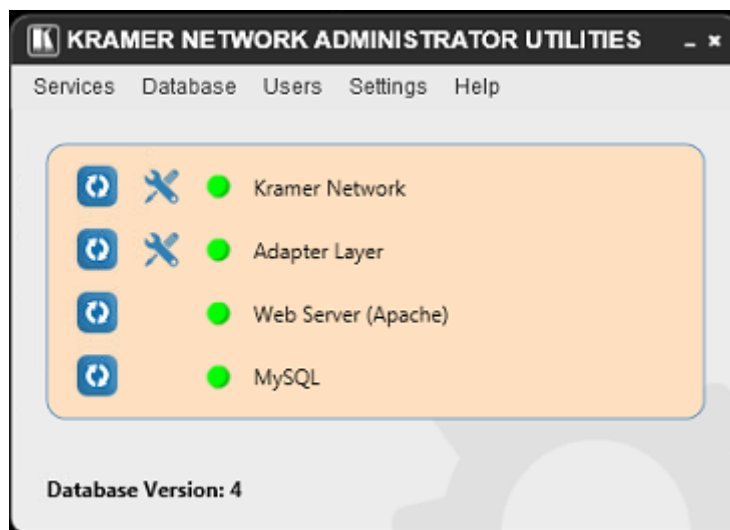 KRAMER NETWORK ADMINISTRATOR UTILITIES
Services Database Users Settings Help
Kramer Network
Adapter Layer
Web Server (Apache)
MySQL
Database Version: 4